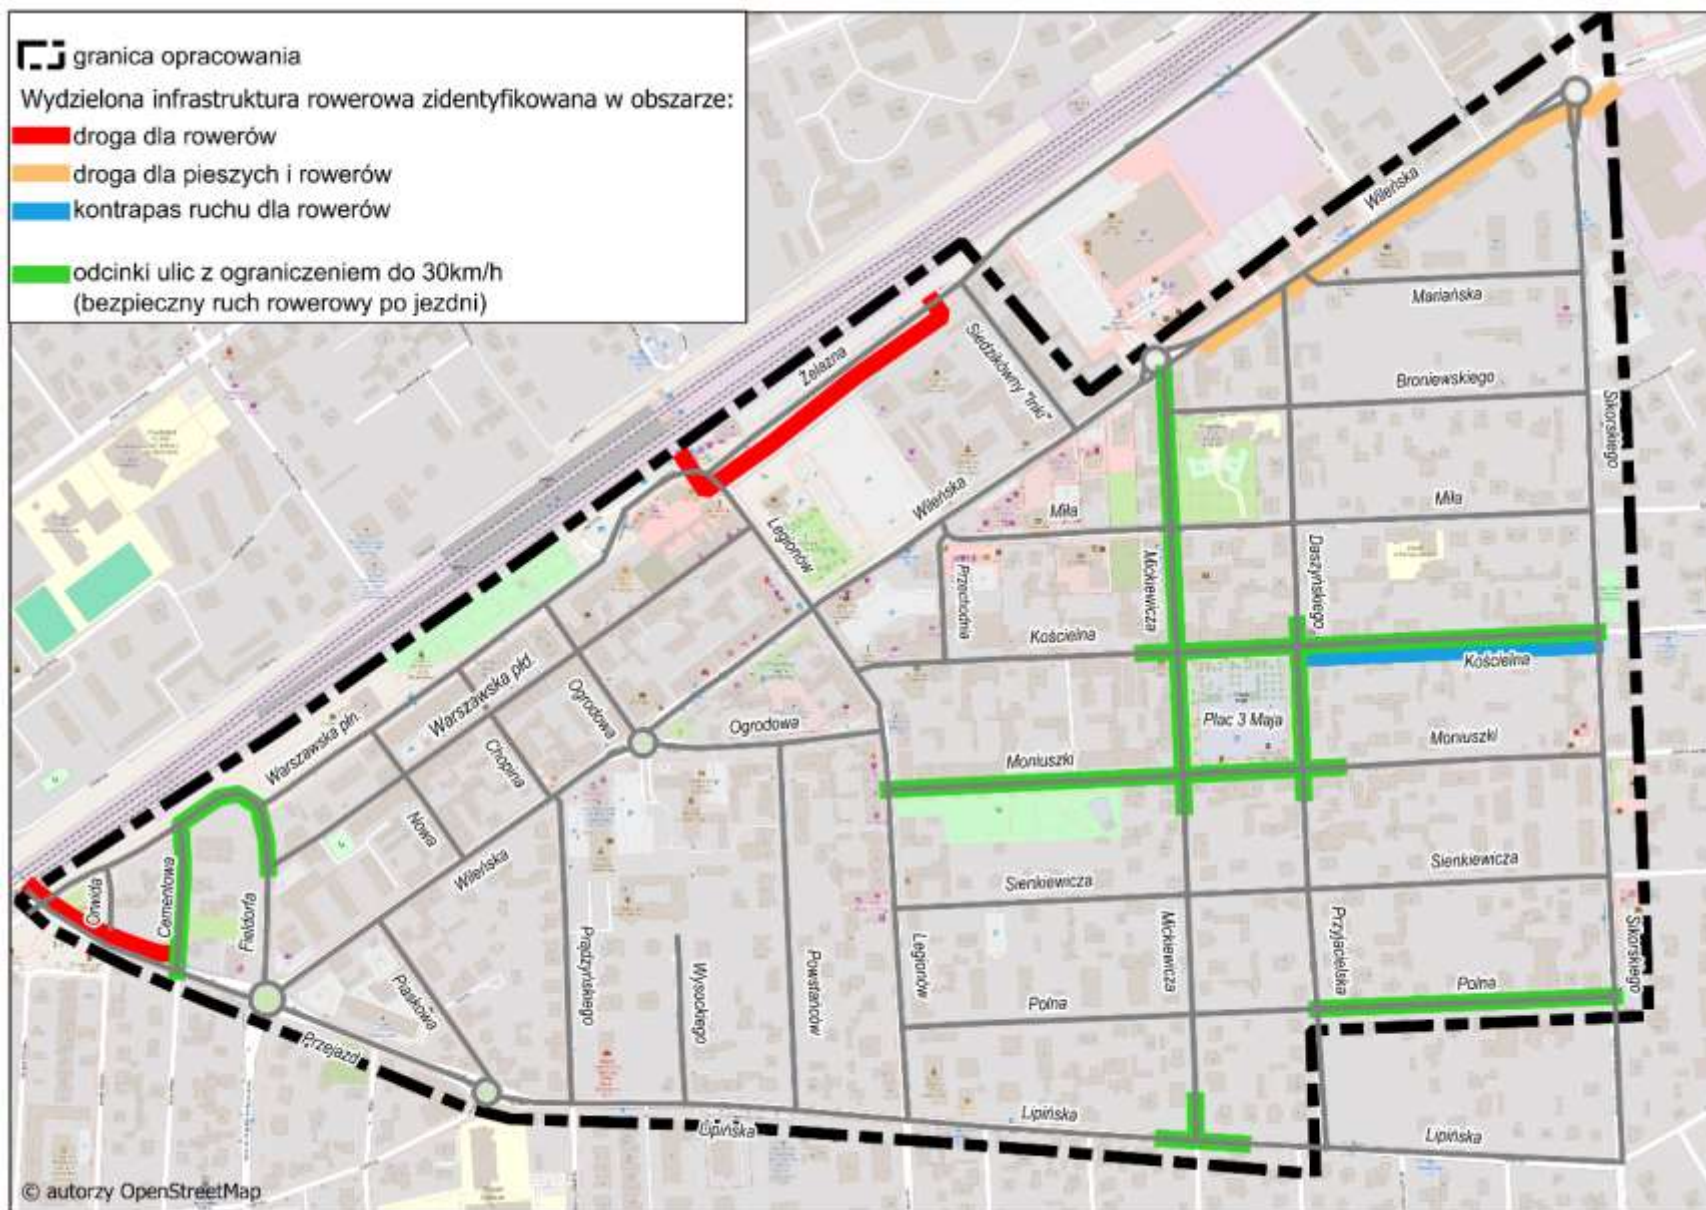 granica opracowania
Wydzielona infrastruktura rowerowa zidentyfikowana w obszarze:
droga dla rowerów
droga dla pieszych i rowerów
kontrapas ruchu dla rowerów
odcinki ulic z ograniczeniem do 30km/h
(bezpieczny ruch rowerowy po jezdni)
Wileńska
Mariańska
Żelazna
Siedzikówny "Inki"
Broniewskiego
Sikorskiego
Wileńska
Miła
Miła
Legionów
Przechodnia
Mickiewicza
Daszyńskiego
Kościelna
Kościelna
Warszawska płd.
Ogrodowa
Warszawska płn.
Ogrodowa
Plac 3 Maja
Chopina
Moniuszki
Moniuszki
Nowa
Wileńska
Sienkiewicza
Sienkiewicza
Orwida
Cementowa
Fieldorfa
Prądzyńskiego
Wysockiego
Powstańców
Legionów
Mickiewicza
Przyjacielska
Sikorskiego
Piaskowa
Polna
Polna
Przejazd
Lipińska
Lipińska
Lipińska
© autorzy OpenStreetMap